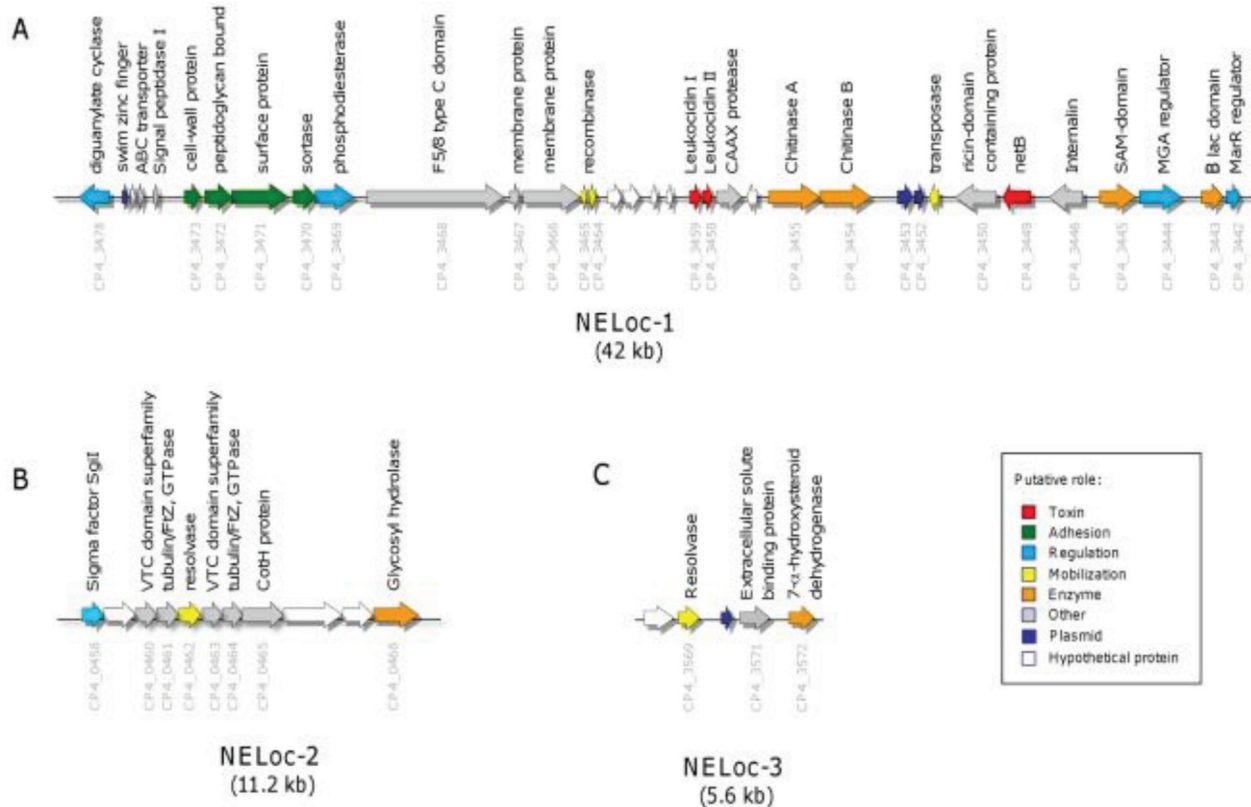 A
diguanylate cyclase
swim zinc finger
ABC transporter
Signal peptidase I
cell-wall protein
peptidoglycan bound
surface protein
sortase
phosphodiesterase
F5/8 type C domain
membrane protein
membrane protein
recombinase
Leukocidin I
Leukocidin II
CAAX protease
Chitinase A
Chitinase B
transposase
ricin-domain
containing protein
netB
Internalin
SAM-domain
MGA regulator
B lac domain
MarR regulator
CP4_3478
CP4_3473
CP4_3472
CP4_3471
CP4_3470
CP4_3469
CP4_3468
CP4_3467
CP4_3666
CP4_3465
CP4_3464
CP4_3459
CP4_3458
CP4_3455
CP4_3454
CP4_3453
CP4_3452
CP4_3450
CP4_3449
CP4_3446
CP4_3445
CP4_3444
CP4_3443
CP4_3442
NELoc-1
(42 kb)
B
Sigma factor SgiI
VTC domain superfamily
tubulin/FtZ, GTPase
resolvase
VTC domain superfamily
tubulin/FtZ, GTPase
CotH protein
Glycosyl hydrolase
CP4_0458
CP4_0460
CP4_0461
CP4_0462
CP4_0463
CP4_0464
CP4_0465
CP4_0468
NELoc-2
(11.2 kb)
C
Resolvase
Extracellular solute
binding protein
7-α-hydroxysteroid
dehydrogenase
CP4_3569
CP4_3571
CP4_3572
NELoc-3
(5.6 kb)
Putative role:
Toxin
Adhesion
Regulation
Mobilization
Enzyme
Other
Plasmid
Hypothetical protein